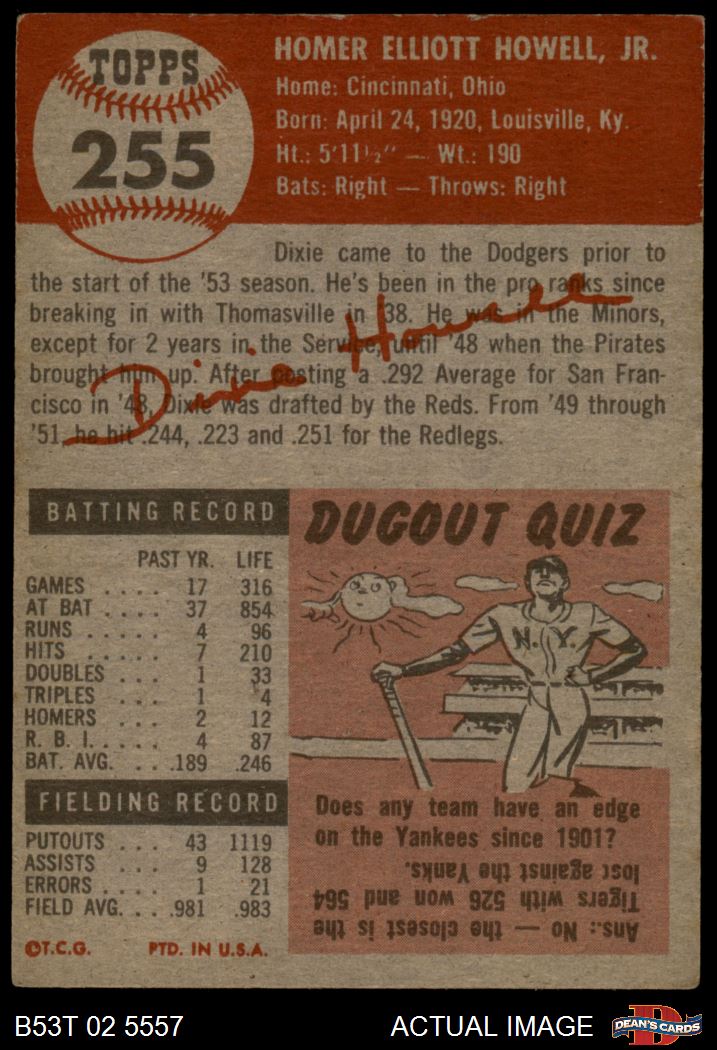 TOPPS
255
HOMER ELLIOTT HOWELL, JR.
Home: Cincinnati, Ohio
Born: April 24, 1920, Louisville, Ky.
Ht.: 5'11½" — Wt.: 190
Bats: Right — Throws: Right
Dixie came to the Dodgers prior to
the start of the '53 season. He's been in the pro ranks since
breaking in with Thomasville in '38. He was in the Minors,
except for 2 years in the Service, until '48 when the Pirates
brought him up. After posting a .292 Average for San Fran-
cisco in '48, Dixie was drafted by the Reds. From '49 through
'51, he hit .244, .223 and .251 for the Redlegs.
Dixie Howell
BATTING RECORD
PAST YR. LIFE
GAMES .... 17 316
AT BAT .... 37 854
RUNS ..... 4 96
HITS ..... 7 210
DOUBLES ... 1 33
TRIPLES ... 1 4
HOMERS ... 2 12
R. B. I. .... 4 87
BAT. AVG. . . .189 .246
FIELDING RECORD
PUTOUTS ... 43 1119
ASSISTS ... 9 128
ERRORS .... 1 21
FIELD AVG. . . .981 .983
©T.C.G. PTD. IN U.S.A.
DUGOUT QUIZ
N.Y.
Does any team have an edge
on the Yankees since 1901?
Ans.: No — the closest is the
Tigers with 526 won and 564
lost against the Yanks.
B53T 02 5557
ACTUAL IMAGE
D
DEAN'S CARDS